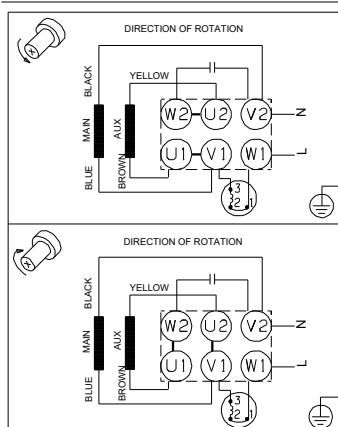 DIRECTION OF ROTATION
BLACK
YELLOW
MAIN
AUX
W2 U2 V2 N
U1 V1 W1 L
BLUE
BROWN
3
2 1
DIRECTION OF ROTATION
BLACK
YELLOW
MAIN
AUX
W2 U2 V2 N
U1 V1 W1 L
BLUE
BROWN
3
2 1